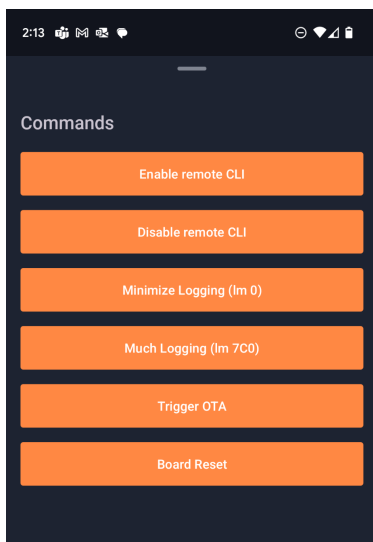 2:13
Commands
Enable remote CLI
Disable remote CLI
Minimize Logging (lm 0)
Much Logging (lm 7C0)
Trigger OTA
Board Reset